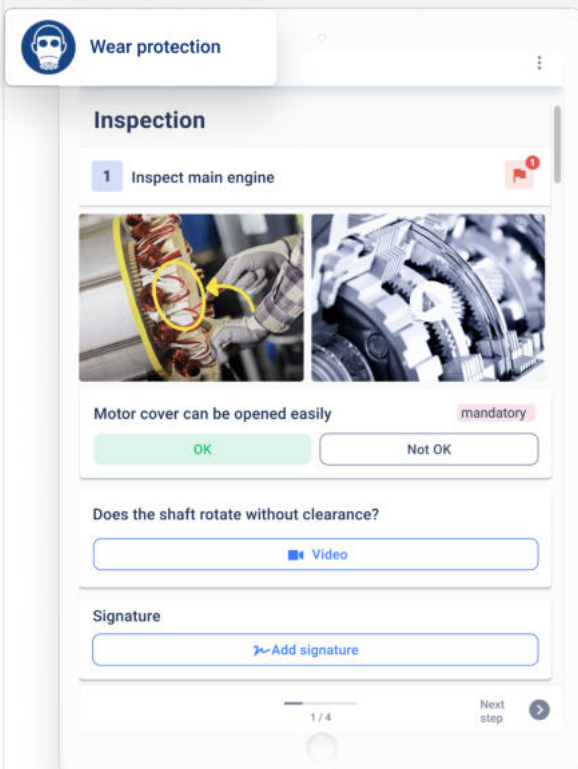 Wear protection
Inspection
1 Inspect main engine 1
Motor cover can be opened easily mandatory
OK Not OK
Does the shaft rotate without clearance?
Video
Signature
Add signature
1 / 4
Next
step